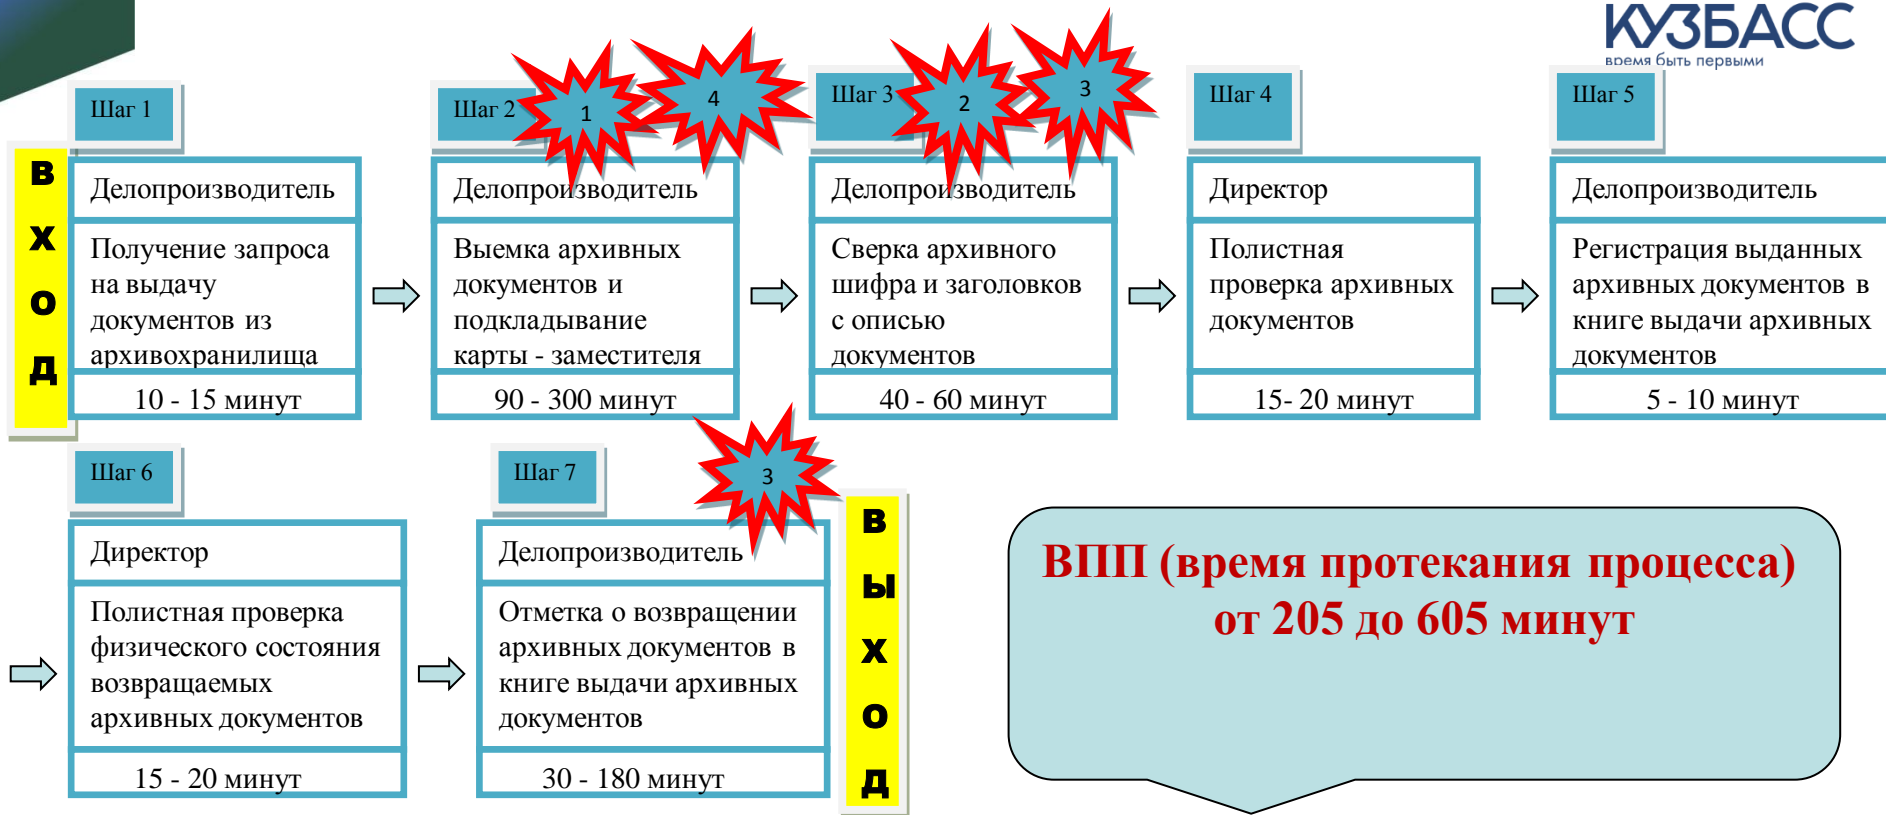 КУЗБАСС
время быть первыми
Шаг 1
Шаг 2
1
4
Шаг 3
2
3
Шаг 4
Шаг 5
ВХОД
Делопроизводитель
Получение запроса
на выдачу
документов из
архивохранилища
10 - 15 минут
Делопроизводитель
Выемка архивных
документов и
подкладывание
карты - заместителя
90 - 300 минут
Делопроизводитель
Сверка архивного
шифра и заголовков
с описью
документов
40 - 60 минут
Директор
Полистная
проверка архивных
документов
15- 20 минут
Делопроизводитель
Регистрация выданных
архивных документов в
книге выдачи архивных
документов
5 - 10 минут
Шаг 6
Директор
Полистная проверка
физического состояния
возвращаемых
архивных документов
15 - 20 минут
Шаг 7
3
Делопроизводитель
Отметка о возвращении
архивных документов в
книге выдачи архивных
документов
30 - 180 минут
ВЫХОД
ВПП (время протекания процесса)
от 205 до 605 минут